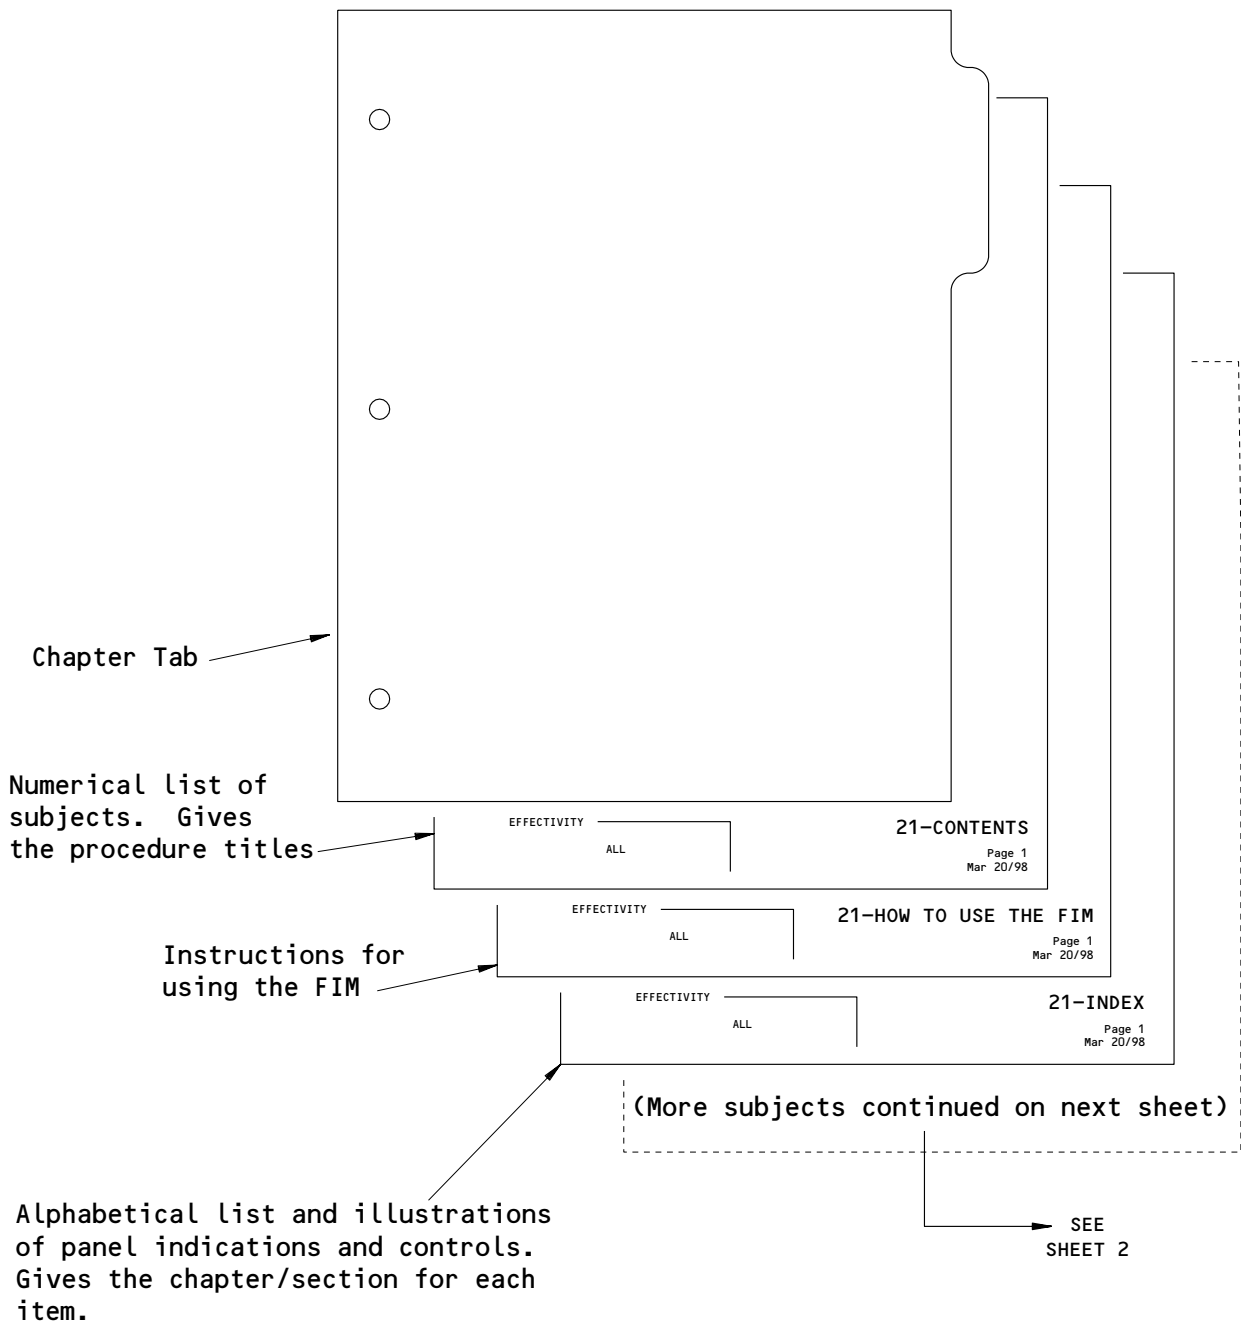 Chapter Tab
Numerical list of
subjects.  Gives
the procedure titles
EFFECTIVITY
ALL
21-CONTENTS
Page 1
Mar 20/98
Instructions for
using the FIM
EFFECTIVITY
ALL
21-HOW TO USE THE FIM
Page 1
Mar 20/98
EFFECTIVITY
ALL
21-INDEX
Page 1
Mar 20/98
(More subjects continued on next sheet)
Alphabetical list and illustrations
of panel indications and controls.
Gives the chapter/section for each
item.
SEE
SHEET 2